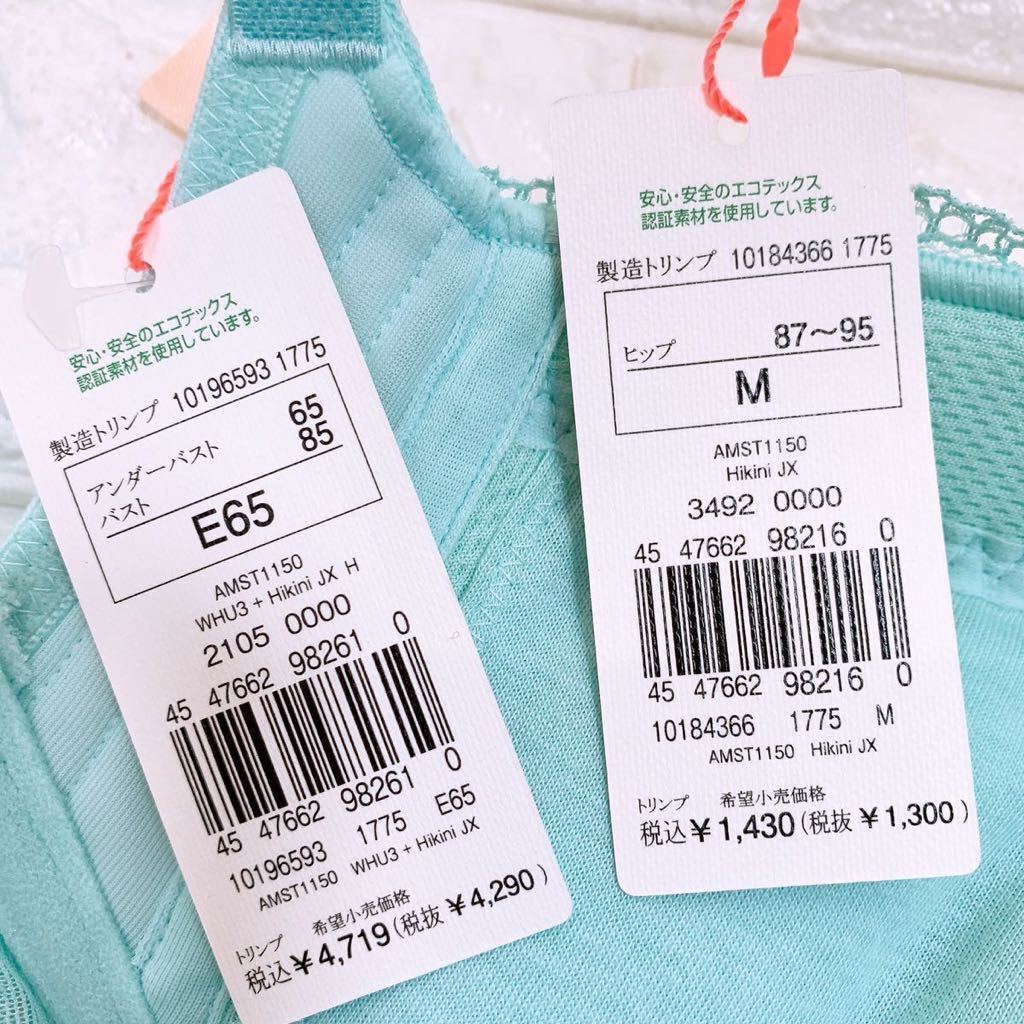 安心・安全のエコテックス
認証素材を使用しています。
製造トリンプ 10196593 1775
アンダーバスト 65
バスト 85
E65
AMST1150
WHU3 + Hikini JX H
2105 0000
45 47662 98261 0
45 47662 98261 0
10196593 1775 E65
AMST1150 WHU3 + Hikini JX
トリンプ 希望小売価格
税込¥4,719(税抜¥4,290)
安心・安全のエコテックス
認証素材を使用しています。
製造トリンプ 10184366 1775
ヒップ 87〜95
M
AMST1150
Hikini JX
3492 0000
45 47662 98216 0
45 47662 98216 0
10184366 1775 M
AMST1150 Hikini JX
トリンプ 希望小売価格
税込¥1,430(税抜¥1,300)